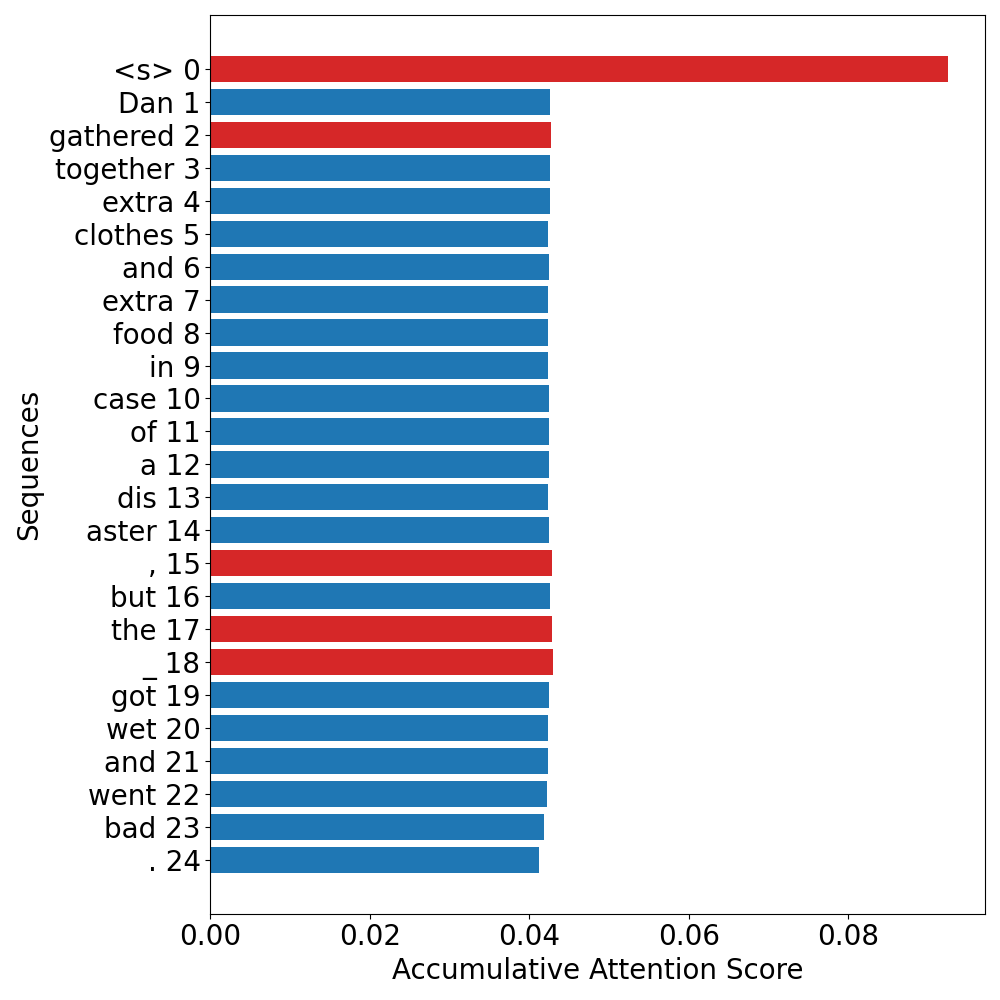 <s> 0
Dan 1
gathered 2
together 3
extra 4
clothes 5
and 6
extra 7
food 8
in 9
case 10
of 11
a 12
dis 13
aster 14
, 15
but 16
the 17
_ 18
got 19
wet 20
and 21
went 22
bad 23
. 24
Sequences
0.00 0.02 0.04 0.06 0.08
Accumulative Attention Score